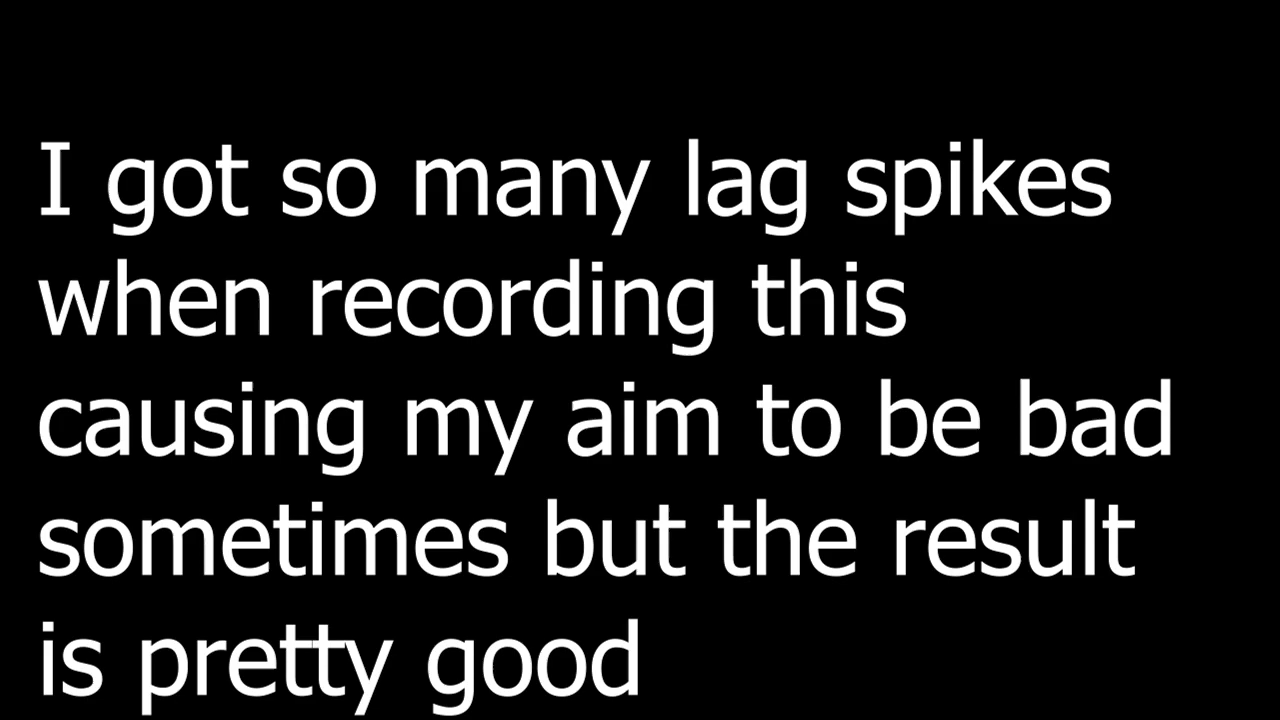 I got so many lag spikes
when recording this
causing my aim to be bad
sometimes but the result
is pretty good